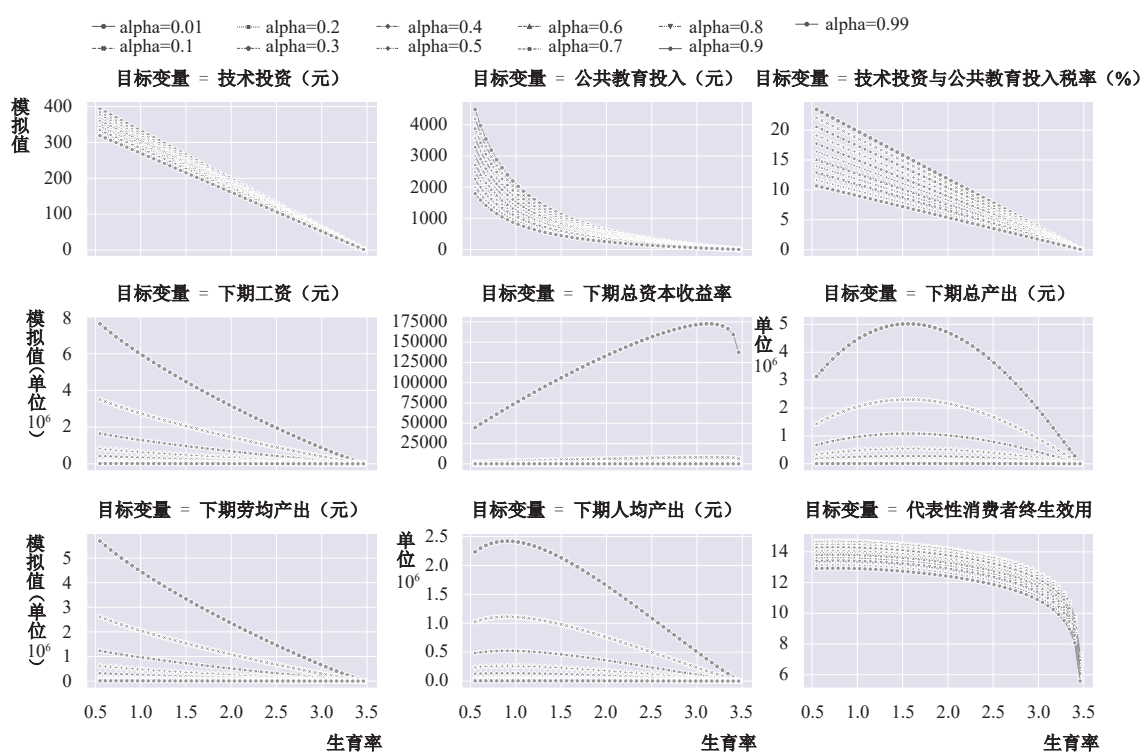 alpha=0.01 alpha=0.2 alpha=0.4 alpha=0.6 alpha=0.8 alpha=0.99
alpha=0.1 alpha=0.3 alpha=0.5 alpha=0.7 alpha=0.9
目标变量 = 技术投资（元）
模拟值
400
300
200
100
0
目标变量 = 公共教育投入（元）
4000
3000
2000
1000
0
目标变量 = 技术投资与公共教育投入税率（%）
20
15
10
5
0
目标变量 = 下期工资（元）
模拟值（单位10⁶）
8
6
4
2
0
目标变量 = 下期总资本收益率
175000
150000
125000
100000
75000
50000
25000
0
目标变量 = 下期总产出（元）
单位10⁶
5
4
3
2
1
0
目标变量 = 下期劳均产出（元）
模拟值（单位10⁶）
5
4
3
2
1
0
0.5 1.0 1.5 2.0 2.5 3.0 3.5
生育率
目标变量 = 下期人均产出（元）
单位10⁶
2.5
2.0
1.5
1.0
0.5
0.0
0.5 1.0 1.5 2.0 2.5 3.0 3.5
生育率
目标变量 = 代表性消费者终生效用
14
12
10
8
6
0.5 1.0 1.5 2.0 2.5 3.0 3.5
生育率